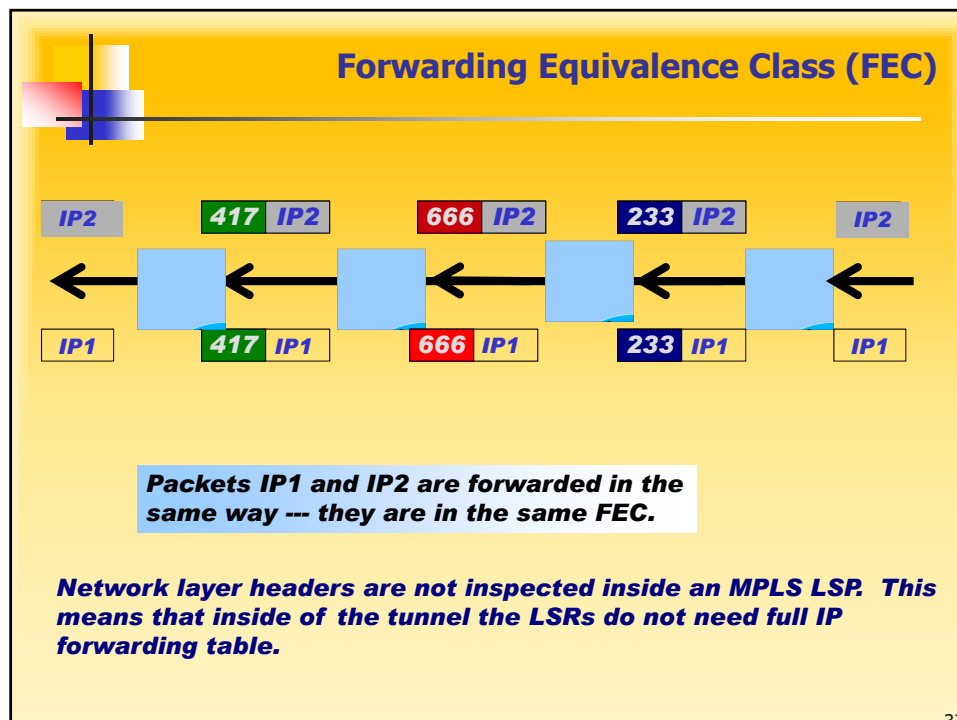 Forwarding Equivalence Class (FEC)
IP2
417 IP2
666 IP2
233 IP2
IP2
IP1
417 IP1
666 IP1
233 IP1
IP1
Packets IP1 and IP2 are forwarded in the
same way --- they are in the same FEC.
Network layer headers are not inspected inside an MPLS LSP. This
means that inside of the tunnel the LSRs do not need full IP
forwarding table.